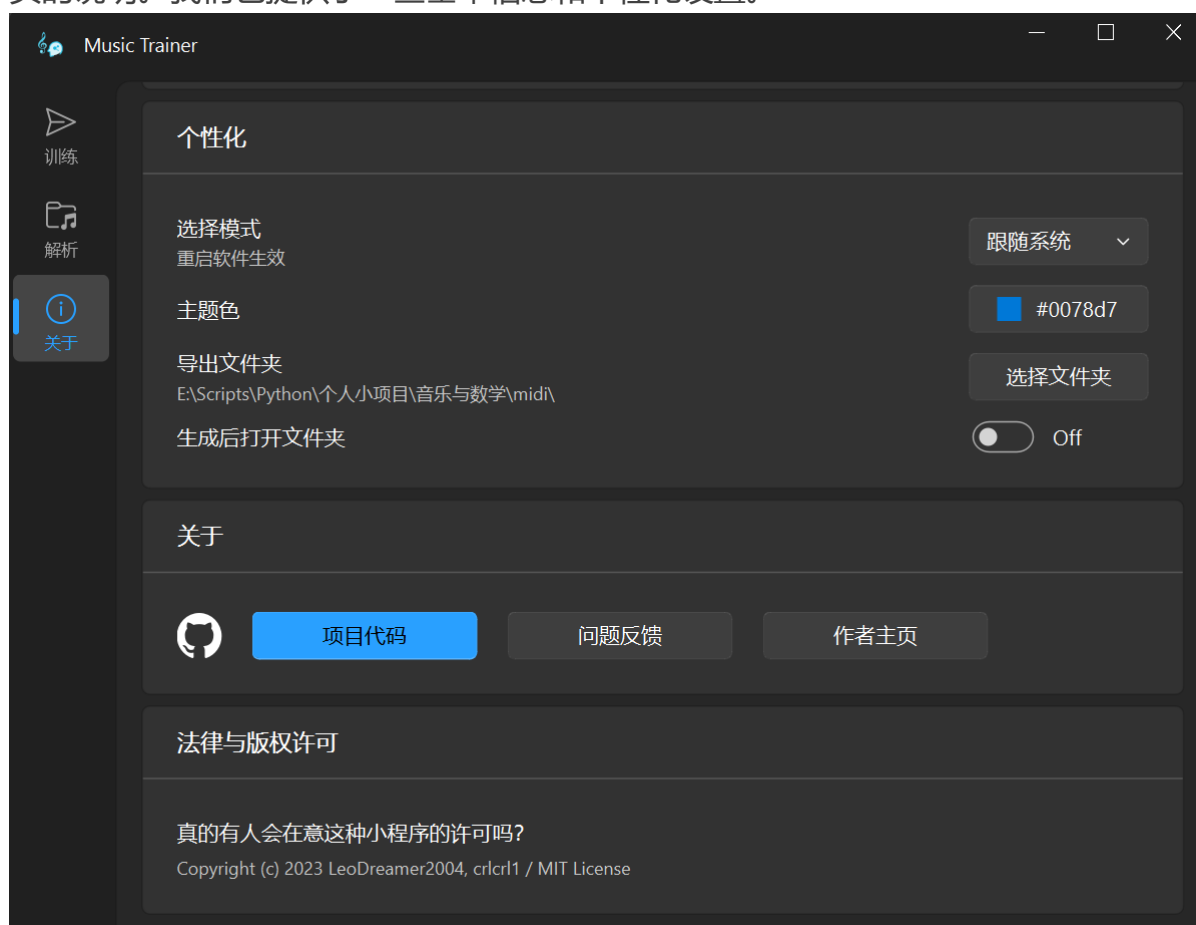 Music Trainer
训练
解析
关于
个性化
选择模式
重启软件生效
跟随系统
主题色
#0078d7
导出文件夹
E:\Scripts\Python\个人小项目\音乐与数学\midi\
选择文件夹
生成后打开文件夹
Off
关于
项目代码
问题反馈
作者主页
法律与版权许可
真的有人会在意这种小程序的许可吗?
Copyright (c) 2023 LeoDreamer2004, crlcrl1 / MIT License